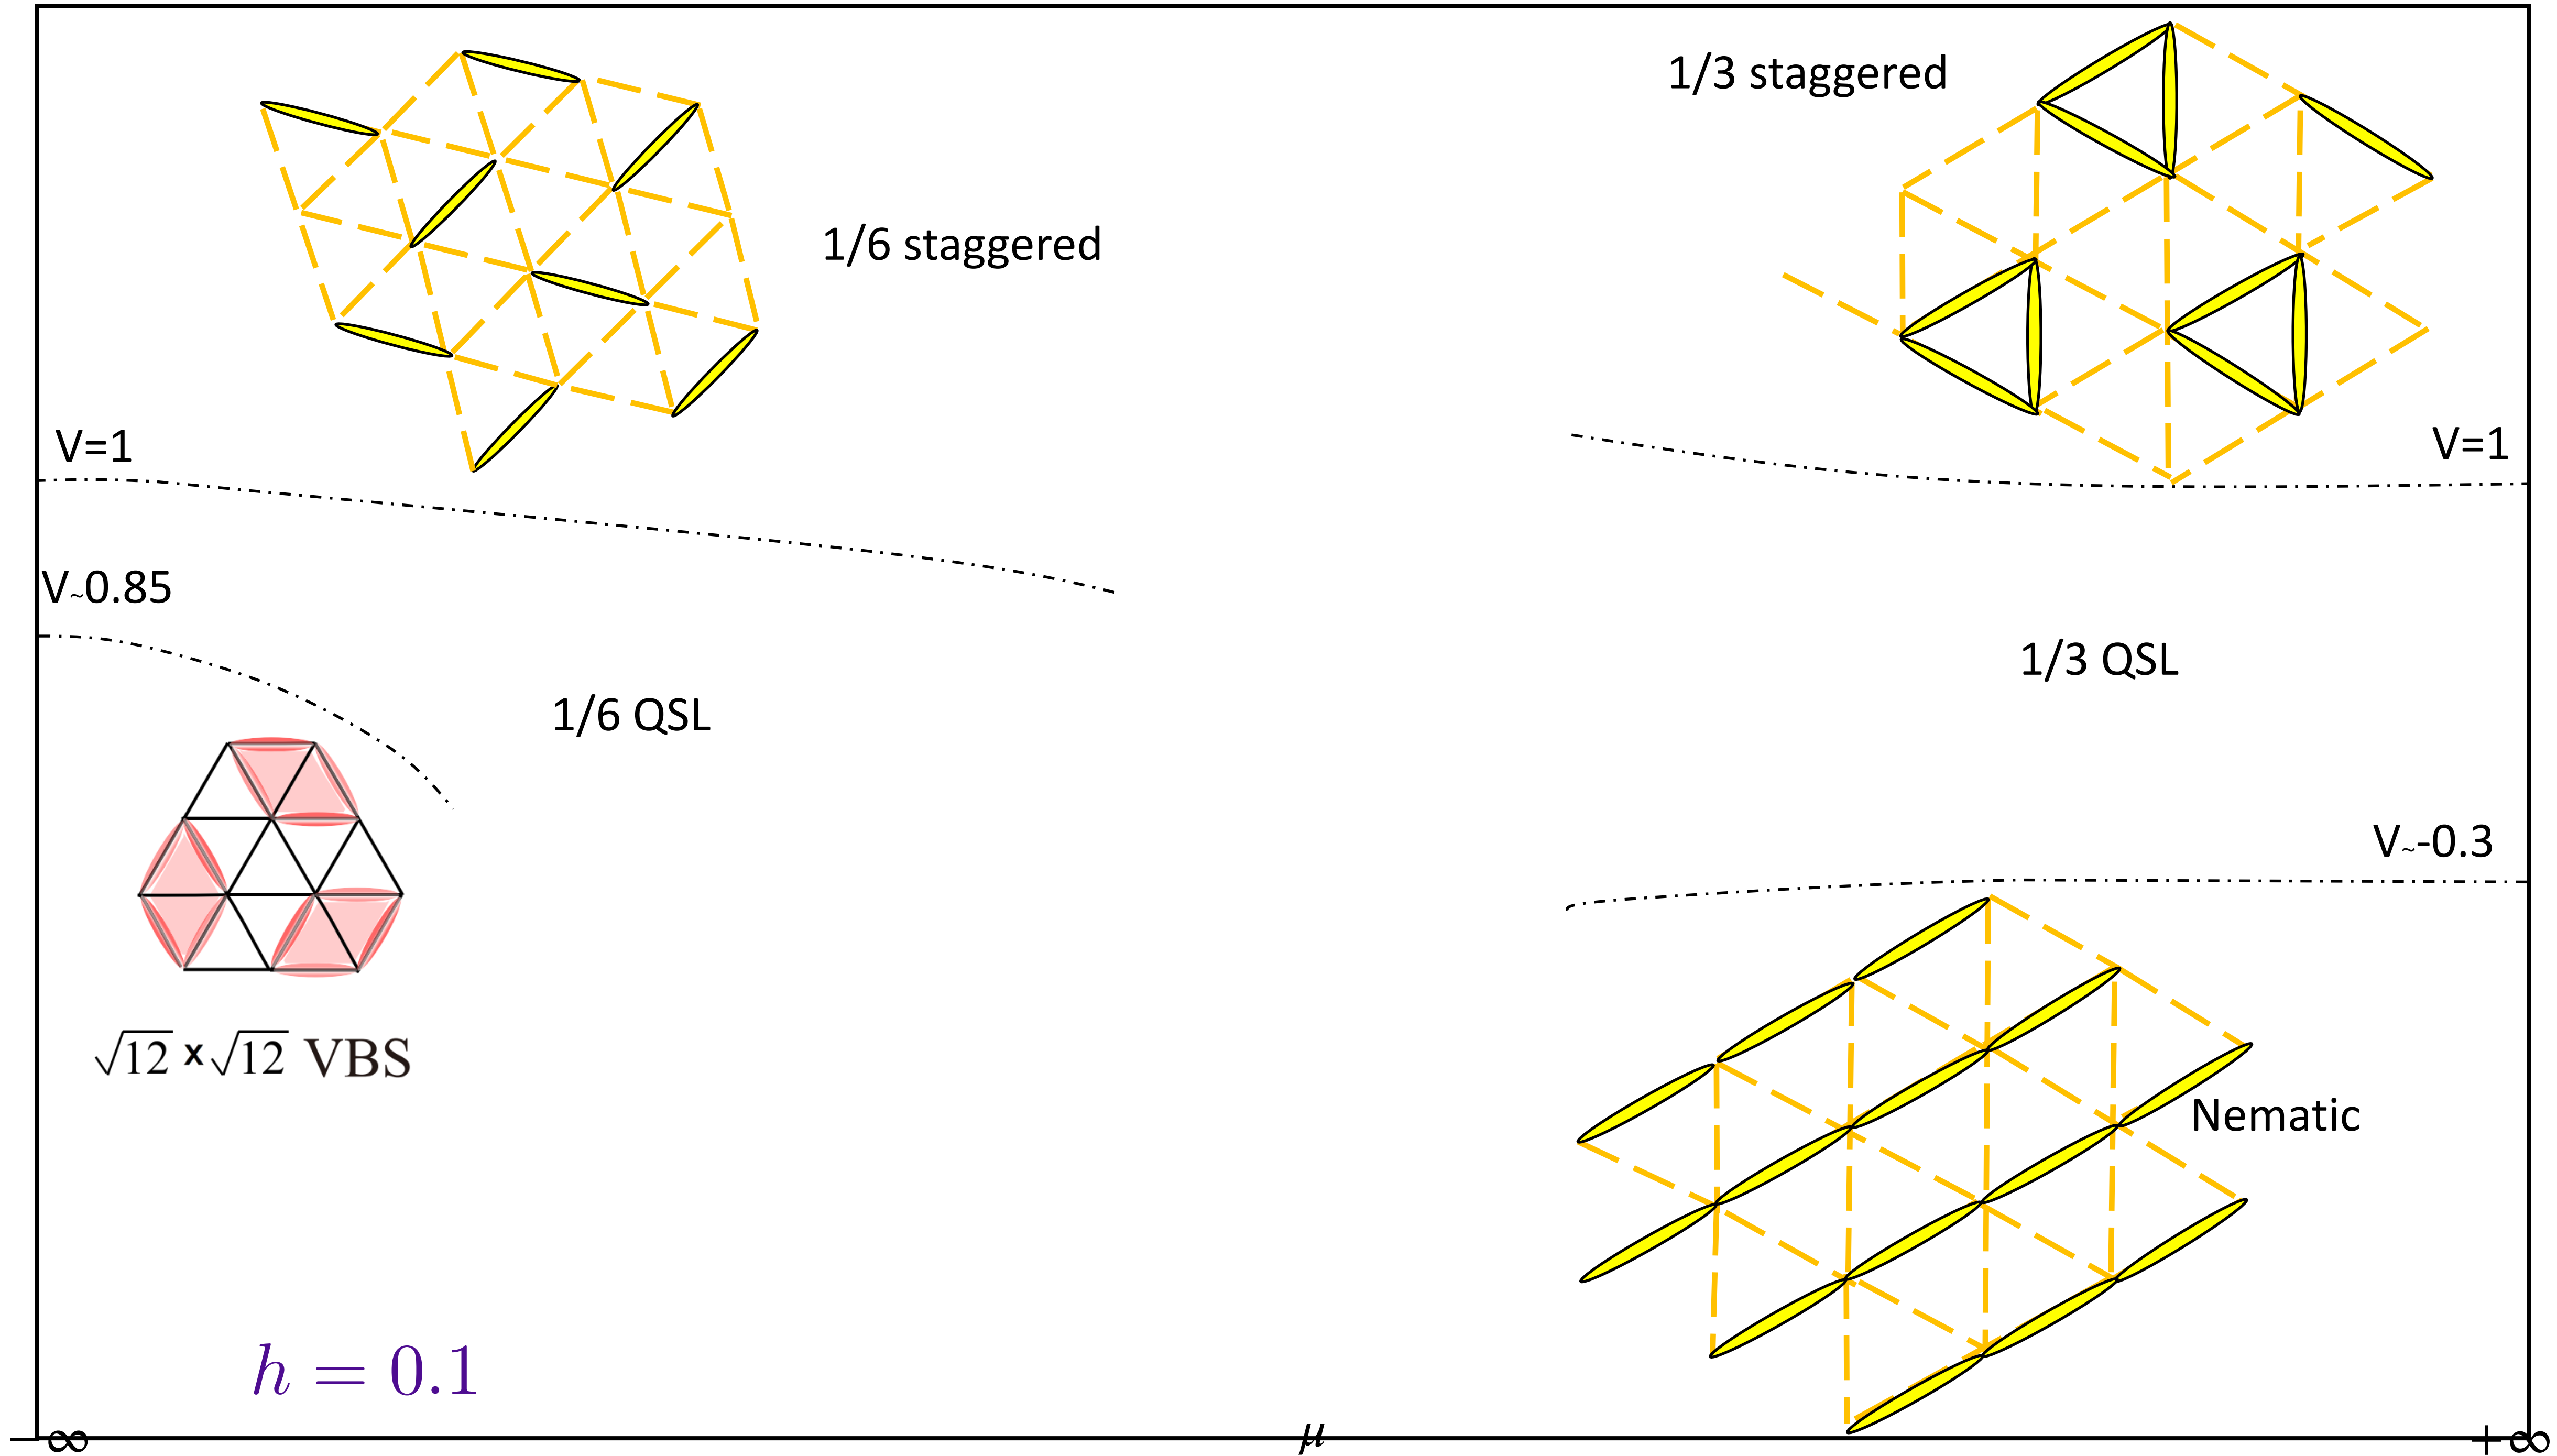 1/3 staggered
1/6 staggered
V=1
V=1
V~0.85
1/3 QSL
1/6 QSL
V~-0.3
√12 x √12 VBS
Nematic
h = 0.1
−∞
μ
+∞